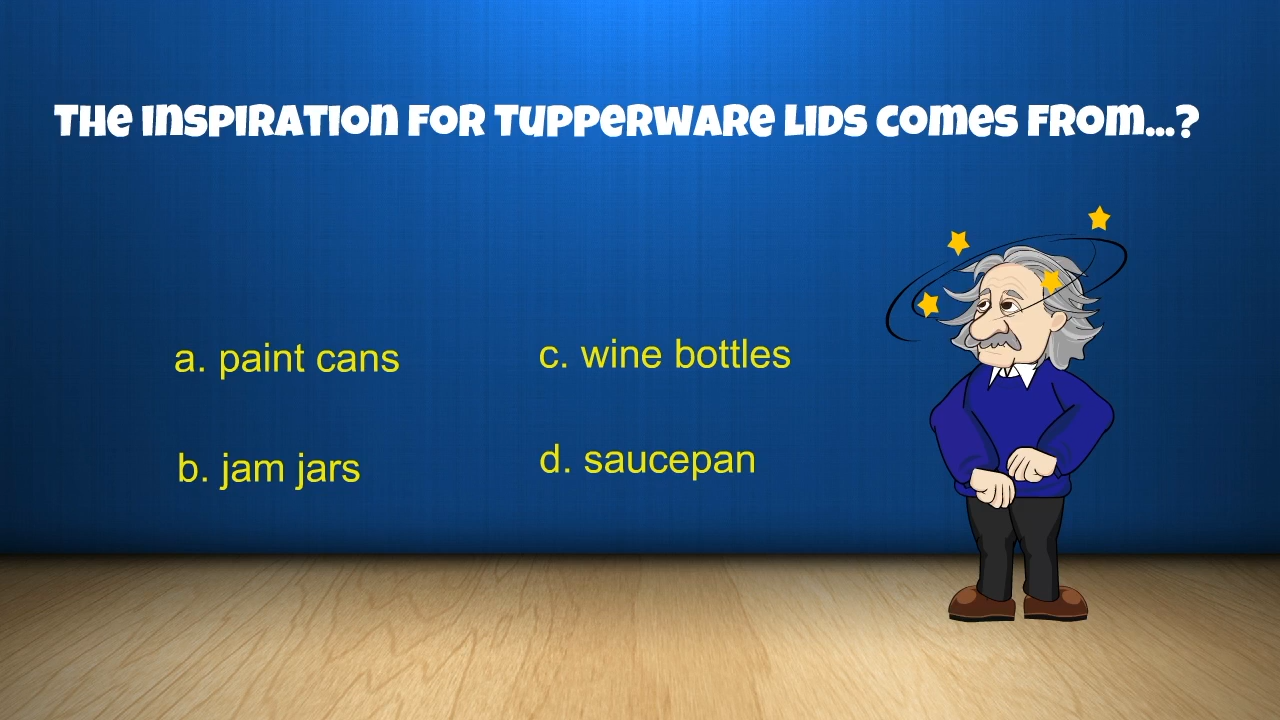 The inspiration for Tupperware lids comes from...?
a. paint cans
b. jam jars
c. wine bottles
d. saucepan